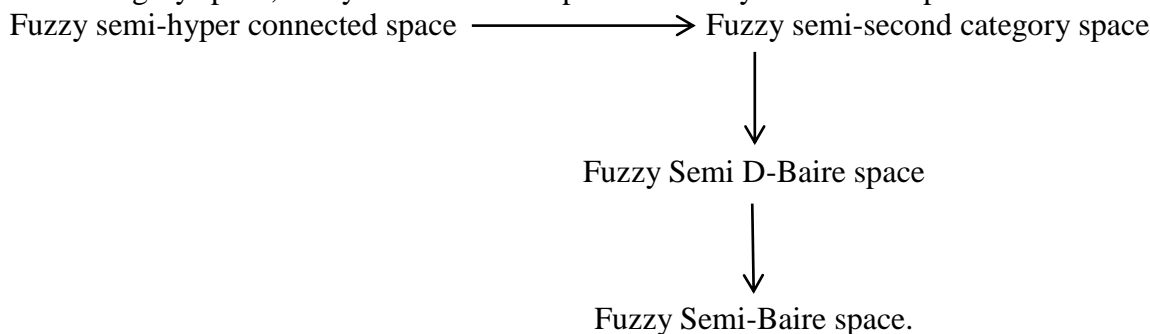 Fuzzy semi-hyper connected space Fuzzy semi-second category space
Fuzzy Semi D-Baire space
Fuzzy Semi-Baire space.